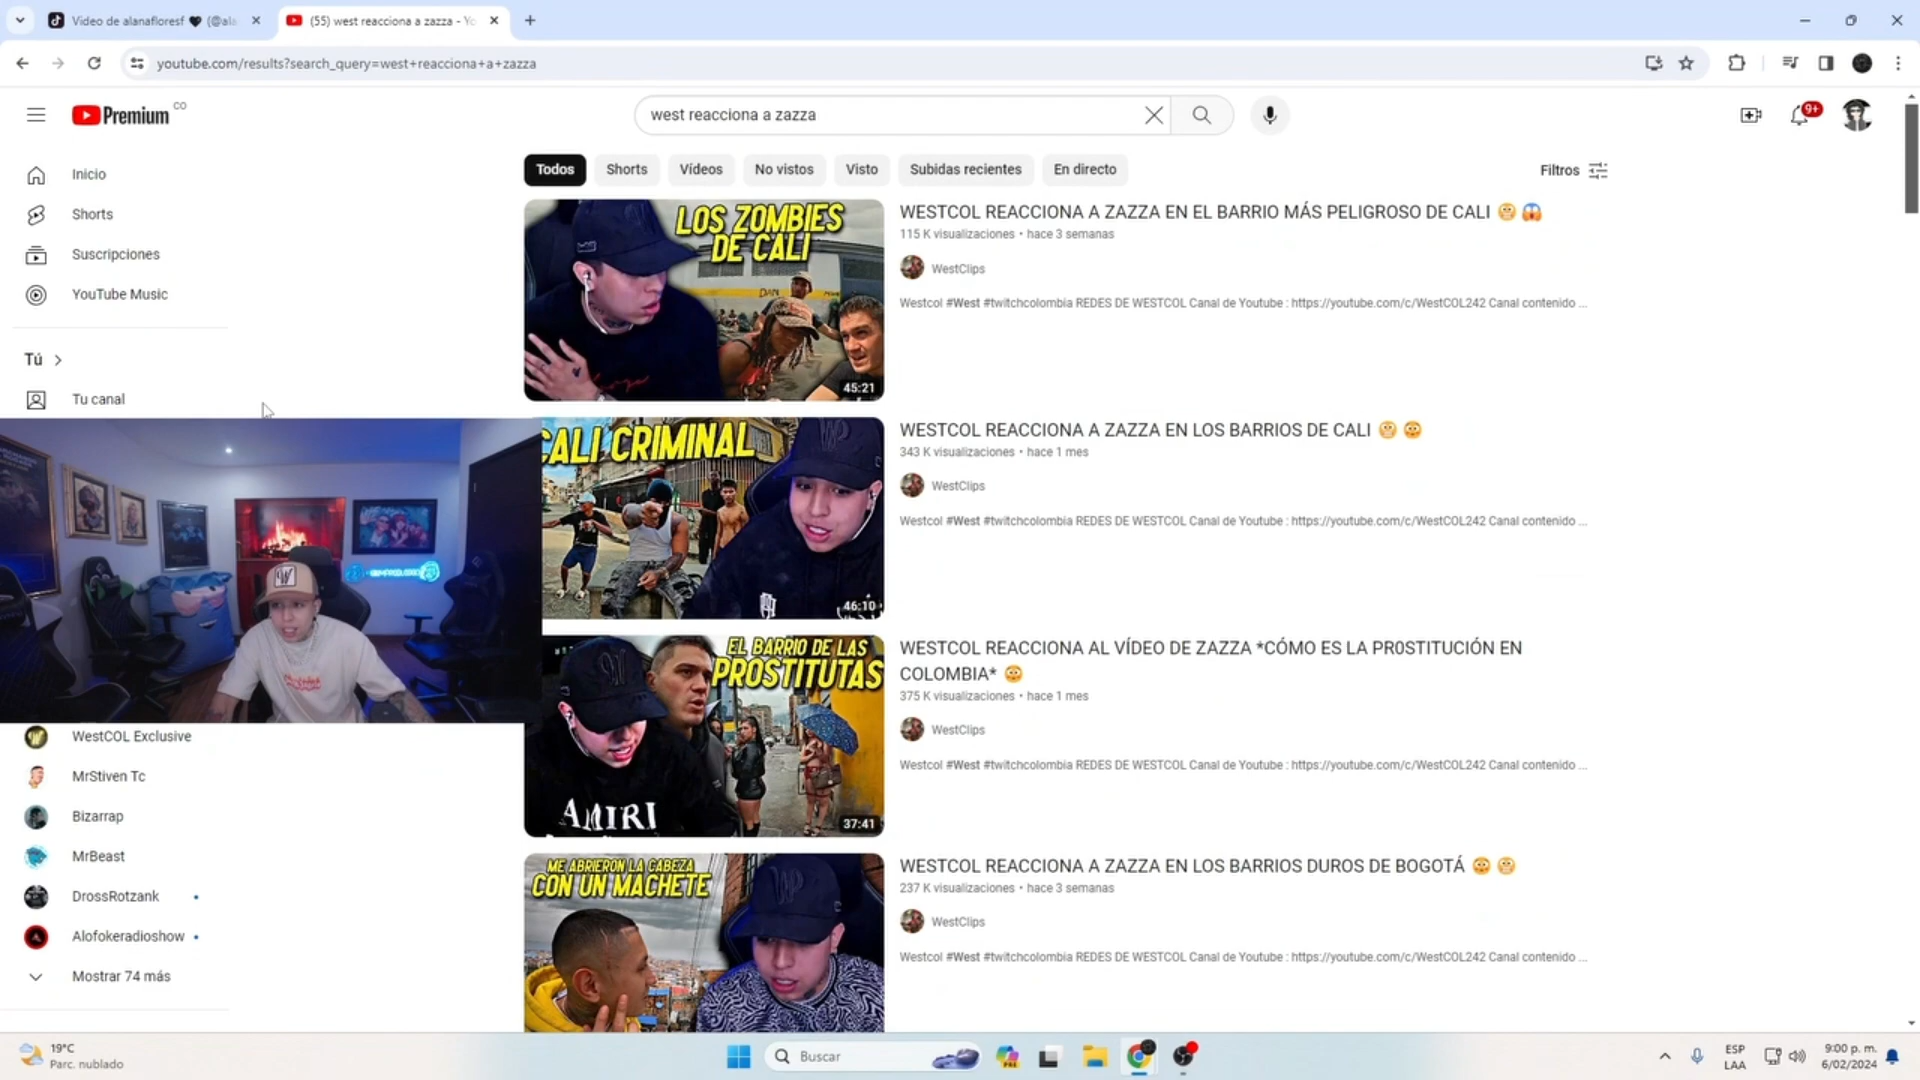 Video de alanafloresf 🖤 (@ala
(55) west reacciona a zazza - Yo
youtube.com/results?search_query=west+reacciona+a+zazza
Premium CO
west reacciona a zazza
9+
Todos
Shorts
Vídeos
No vistos
Visto
Subidas recientes
En directo
Filtros
Inicio
Shorts
Suscripciones
YouTube Music
Tú
Tu canal
WestCOL Exclusive
MrStiven Tc
Bizarrap
MrBeast
DrossRotzank
Alofokeradioshow
Mostrar 74 más
LOS ZOMBIES
DE CALI
45:21
WESTCOL REACCIONA A ZAZZA EN EL BARRIO MÁS PELIGROSO DE CALI 😬 😱
115 K visualizaciones • hace 3 semanas
WestClips
Westcol #West #twitchcolombia REDES DE WESTCOL Canal de Youtube : https://youtube.com/c/WestCOL242 Canal contenido ...
CALI CRIMINAL
46:10
WESTCOL REACCIONA A ZAZZA EN LOS BARRIOS DE CALI 😬 😳
343 K visualizaciones • hace 1 mes
WestClips
Westcol #West #twitchcolombia REDES DE WESTCOL Canal de Youtube : https://youtube.com/c/WestCOL242 Canal contenido ...
EL BARRIO DE LAS
PROSTITUTAS
AMIRI
37:41
WESTCOL REACCIONA AL VÍDEO DE ZAZZA *CÓMO ES LA PR0STITUCIÓN EN
COLOMBIA* 😳
375 K visualizaciones • hace 1 mes
WestClips
Westcol #West #twitchcolombia REDES DE WESTCOL Canal de Youtube : https://youtube.com/c/WestCOL242 Canal contenido ...
ME ABRIERON LA CABEZA
CON UN MACHETE
WESTCOL REACCIONA A ZAZZA EN LOS BARRIOS DUROS DE BOGOTÁ 😳 😬
237 K visualizaciones • hace 3 semanas
WestClips
Westcol #West #twitchcolombia REDES DE WESTCOL Canal de Youtube : https://youtube.com/c/WestCOL242 Canal contenido ...
19°C
Parc. nublado
Buscar
ESP
LAA
9:00 p. m.
6/02/2024